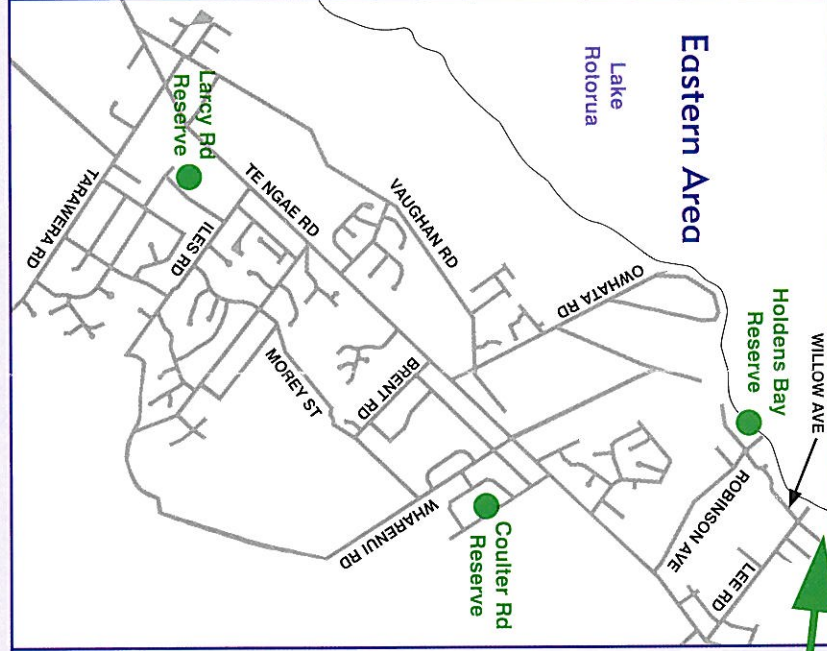 Eastern Area
Lake
Rotorua
WILLOW AVE
Holdens Bay
Reserve
ROBINSON AVE
LEE RD
OWHATA RD
VAUGHAN RD
TE NGAE RD
Larcy Rd
Reserve
TARAWERA RD
ILES RD
MOREY ST
BRENT RD
WHARENUI RD
Coulter Rd
Reserve